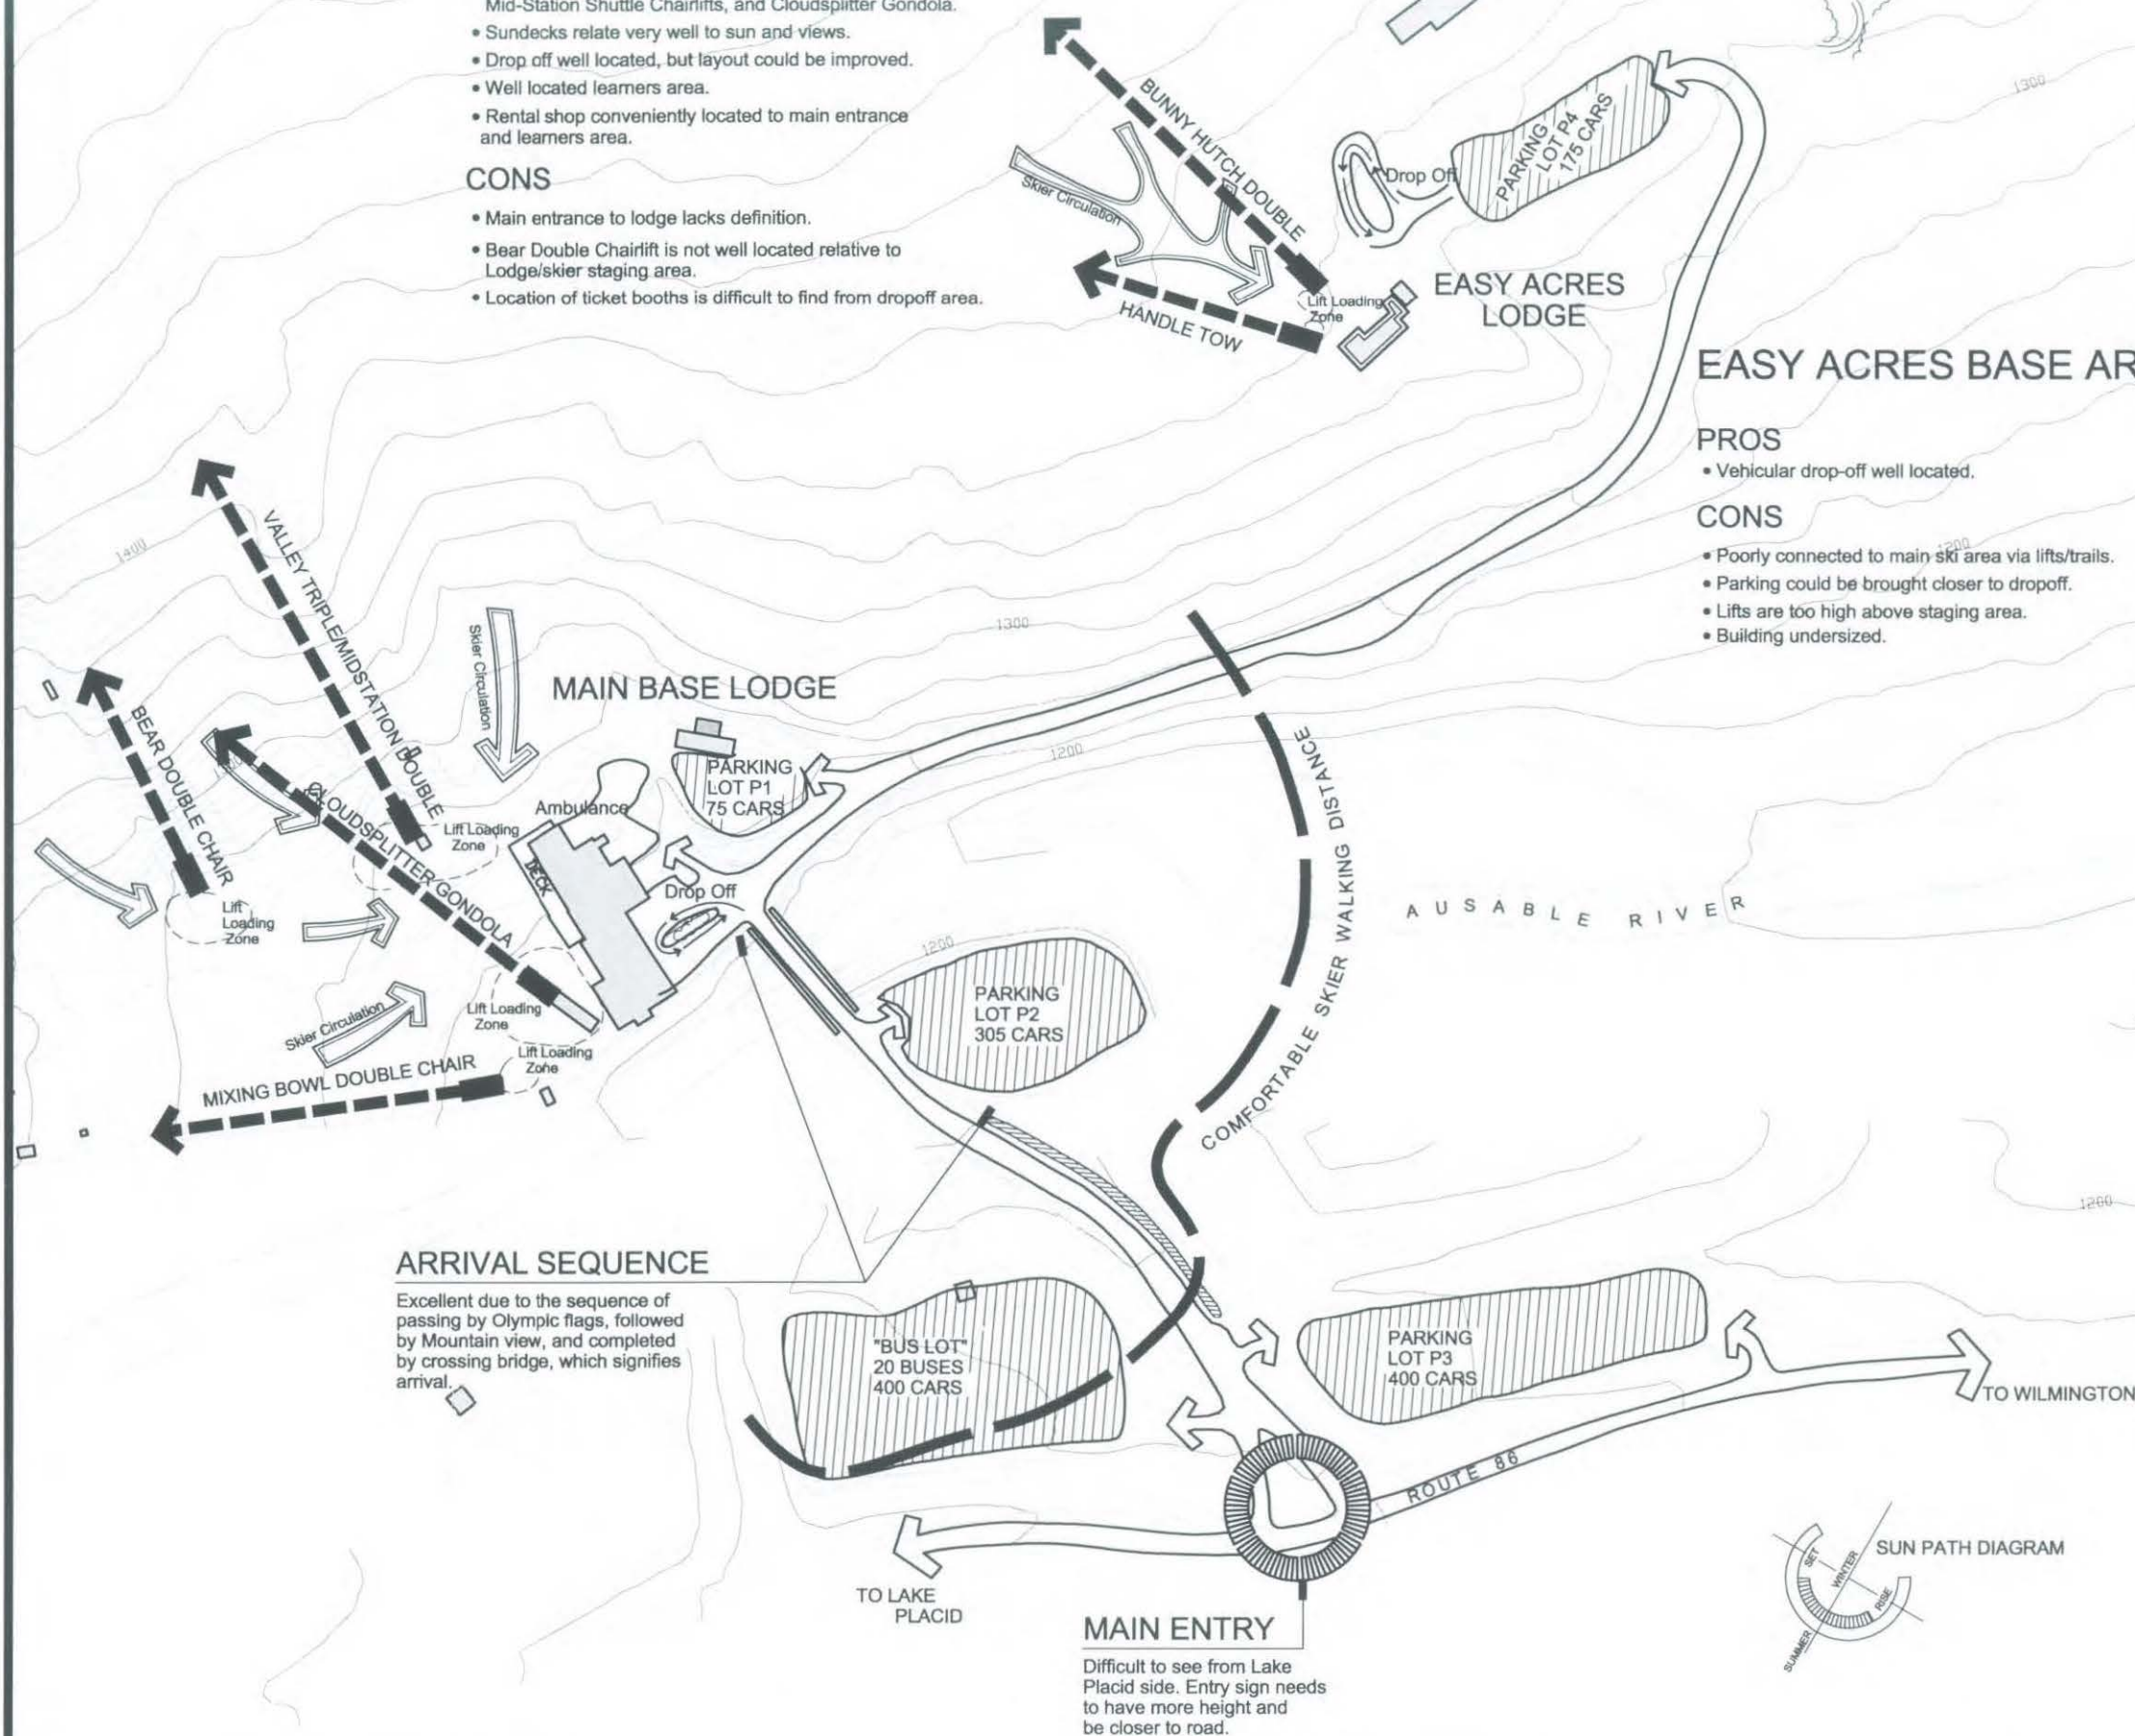 Mid-Station Shuttle Chairlifts, and Cloudsplitter Gondola.
• Sundecks relate very well to sun and views.
• Drop off well located, but layout could be improved.
• Well located learners area.
• Rental shop conveniently located to main entrance
and learners area.
CONS
• Main entrance to lodge lacks definition.
• Bear Double Chairlift is not well located relative to
Lodge/skier staging area.
• Location of ticket booths is difficult to find from dropoff area.
BUNNY HUTCH DOUBLE
Skier Circulation
HANDLE TOW
Lift Loading
Zone
Drop Off
PARKING
LOT P4
175 CARS
1300
EASY ACRES
LODGE
EASY ACRES BASE AR
PROS
• Vehicular drop-off well located.
CONS
1200
• Poorly connected to main ski area via lifts/trails.
• Parking could be brought closer to dropoff.
• Lifts are too high above staging area.
• Building undersized.
1400
VALLEY TRIPLE/MIDSTATION DOUBLE
Skier Circulation
1300
MAIN BASE LODGE
BEAR DOUBLE CHAIR
1300
CLOUDSPLITTER GONDOLA
PARKING
LOT P1
75 CARS
1200
Ambulance
Lift Loading
Zone
DECK
Drop Off
Lift
Loading
Zone
COMFORTABLE SKIER WALKING DISTANCE
AUSABLE RIVER
1200
PARKING
LOT P2
305 CARS
Lift Loading
Zone
Skier Circulation
Lift Loading
Zone
MIXING BOWL DOUBLE CHAIR
1200
ARRIVAL SEQUENCE
Excellent due to the sequence of
passing by Olympic flags, followed
by Mountain view, and completed
by crossing bridge, which signifies
arrival.
"BUS LOT"
20 BUSES
400 CARS
PARKING
LOT P3
400 CARS
TO WILMINGTON
ROUTE 86
TO LAKE
PLACID
SUN PATH DIAGRAM
SET
WINTER
RISE
SUMMER
MAIN ENTRY
Difficult to see from Lake
Placid side. Entry sign needs
to have more height and
be closer to road.